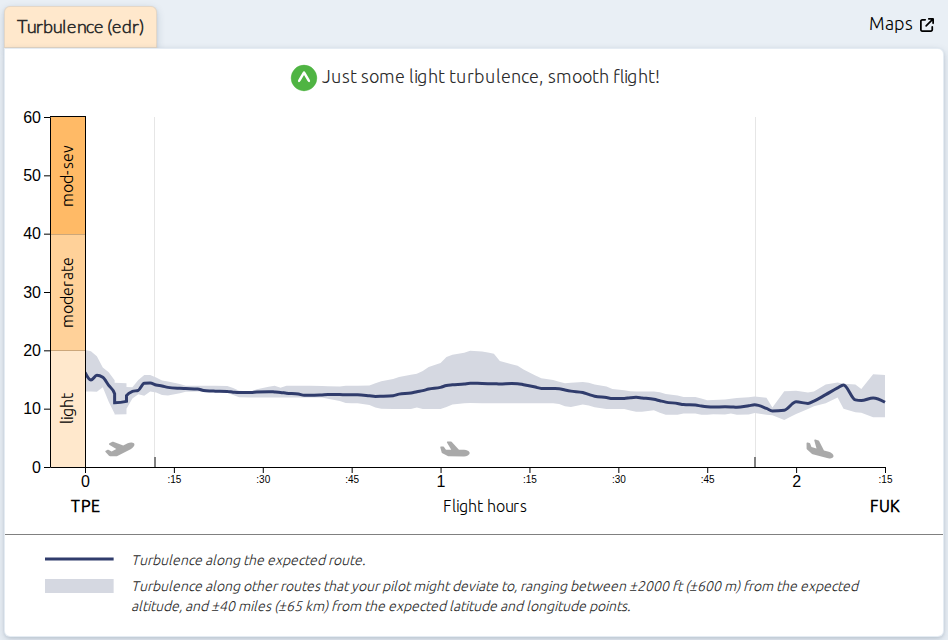 Turbulence (edr)
Maps
Just some light turbulence, smooth flight!
60
50
40
30
20
10
0
mod-sev
moderate
light
0 :15 :30 :45 1 :15 :30 :45 2 :15
TPE Flight hours FUK
Turbulence along the expected route.
Turbulence along other routes that your pilot might deviate to, ranging between ±2000 ft (±600 m) from the expected
altitude, and ±40 miles (±65 km) from the expected latitude and longitude points.